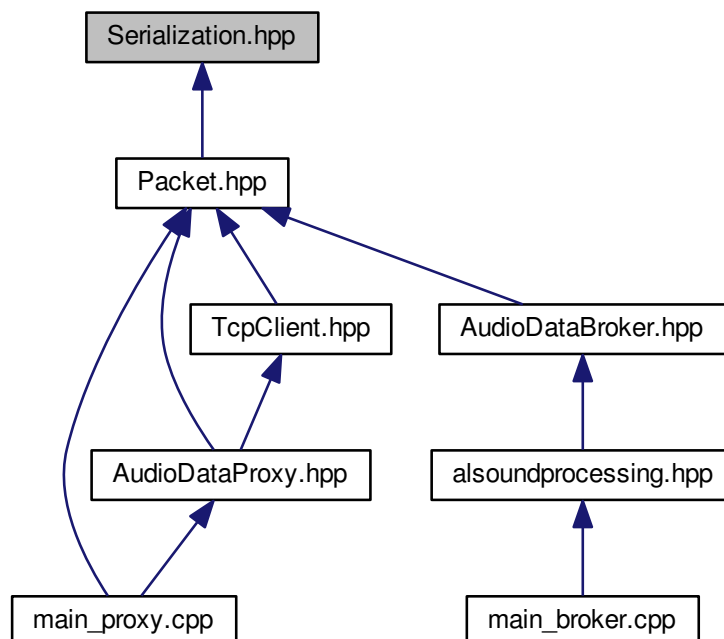 Serialization.hpp
Packet.hpp
TcpClient.hpp
AudioDataBroker.hpp
AudioDataProxy.hpp
alsoundprocessing.hpp
main_proxy.cpp
main_broker.cpp